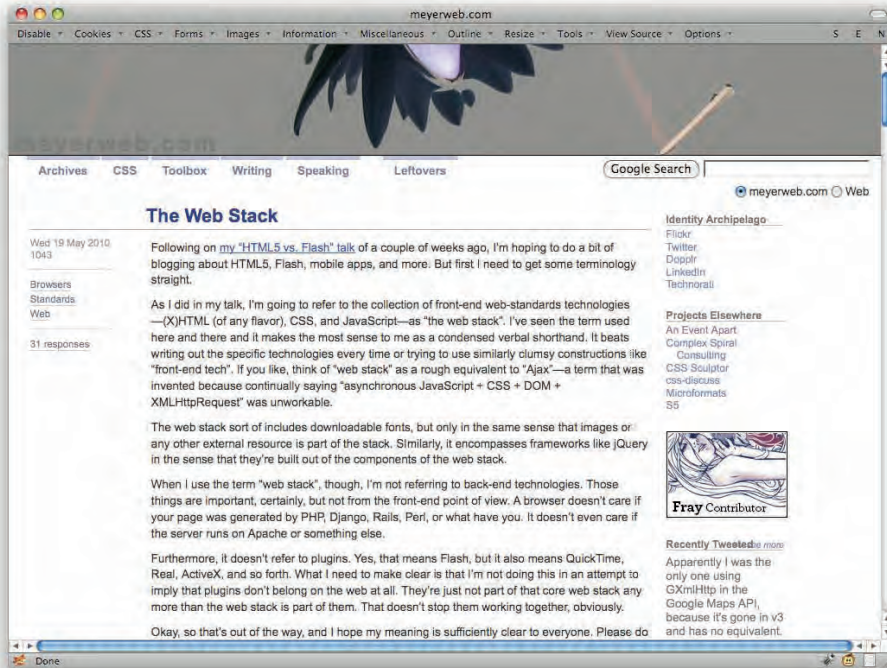 meyerweb.com
Disable Cookies CSS Forms Images Information Miscellaneous Outline Resize Tools View Source Options S E N
meyerweb.com
Archives CSS Toolbox Writing Speaking Leftovers
Google Search
meyerweb.com Web
The Web Stack
Wed 19 May 2010
1043
Browsers
Standards
Web
31 responses
Following on my “HTML5 vs. Flash” talk of a couple of weeks ago, I’m hoping to do a bit of
blogging about HTML5, Flash, mobile apps, and more. But first I need to get some terminology
straight.
As I did in my talk, I’m going to refer to the collection of front-end web-standards technologies
—(X)HTML (of any flavor), CSS, and JavaScript—as “the web stack”. I’ve seen the term used
here and there and it makes the most sense to me as a condensed verbal shorthand. It beats
writing out the specific technologies every time or trying to use similarly clumsy constructions like
“front-end tech”. If you like, think of “web stack” as a rough equivalent to “Ajax”—a term that was
invented because continually saying “asynchronous JavaScript + CSS + DOM +
XMLHttpRequest” was unworkable.
The web stack sort of includes downloadable fonts, but only in the same sense that images or
any other external resource is part of the stack. Similarly, it encompasses frameworks like jQuery
in the sense that they’re built out of the components of the web stack.
When I use the term “web stack”, though, I’m not referring to back-end technologies. Those
things are important, certainly, but not from the front-end point of view. A browser doesn’t care if
your page was generated by PHP, Django, Rails, Perl, or what have you. It doesn’t even care if
the server runs on Apache or something else.
Furthermore, it doesn’t refer to plugins. Yes, that means Flash, but it also means QuickTime,
Real, ActiveX, and so forth. What I need to make clear is that I’m not doing this in an attempt to
imply that plugins don’t belong on the web at all. They’re just not part of that core web stack any
more than the web stack is part of them. That doesn’t stop them working together, obviously.
Okay, so that’s out of the way, and I hope my meaning is sufficiently clear to everyone. Please do
Identity Archipelago
Flickr
Twitter
Dopplr
LinkedIn
Technorati
Projects Elsewhere
An Event Apart
Complex Spiral
Consulting
CSS Sculptor
css-discuss
Microformats
S5
Fray Contributor
Recently Tweeted more
Apparently I was the
only one using
GXmlHttp in the
Google Maps API,
because it’s gone in v3
and has no equivalent.
Done